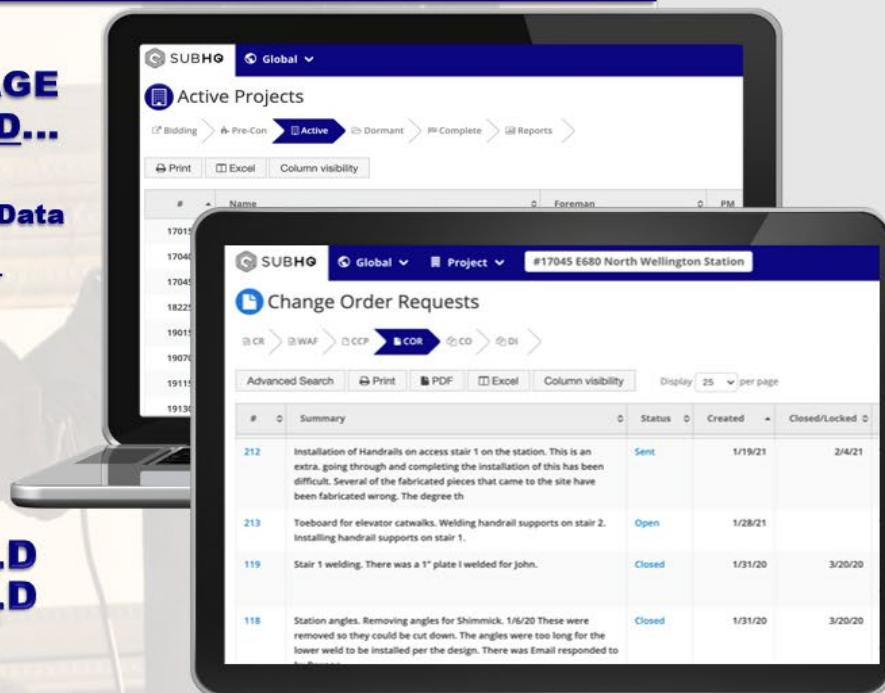 AGE
D...
Data
LD
LD
SUBHQ Global
Active Projects
Bidding Pre-Con Active Dormant Complete Reports
Print Excel Column visibility
# Name Foreman PM
17015
1704
17045
18225
19015
19070
19115
19130
SUBHQ Global Project #17045 E680 North Wellington Station
Change Order Requests
CR WAF CCP COR CO DI
Advanced Search Print PDF Excel Column visibility Display 25 per page
# Summary Status Created Closed/Locked
212 Installation of Handrails on access stair 1 on the station. This is an Sent 1/19/21 2/4/21
extra. going through and completing the installation of this has been
difficult. Several of the fabricated pieces that came to the site have
been fabricated wrong. The degree th
213 Toeboard for elevator catwalks. Welding handrail supports on stair 2. Open 1/28/21
Installing handrail supports on stair 1.
119 Stair 1 welding. There was a 1" plate I welded for John. Closed 1/31/20 3/20/20
118 Station angles. Removing angles for Shimmick. 1/6/20 These were Closed 1/31/20 3/20/20
removed so they could be cut down. The angles were too long for the
lower weld to be installed per the design. There was Email responded to